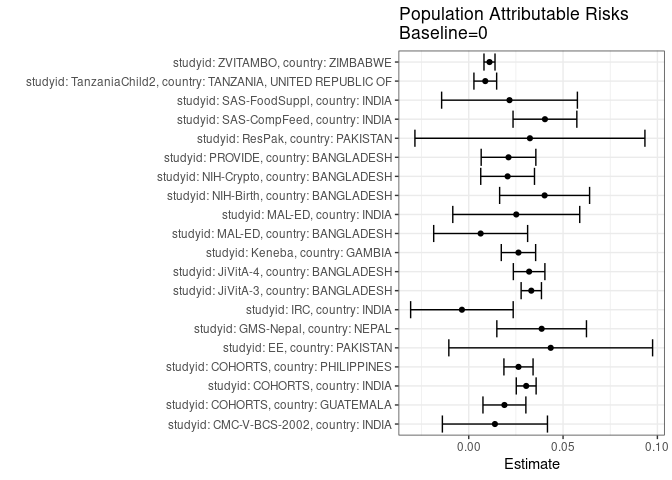 Population Attributable Risks
Baseline=0
studyid: ZVITAMBO, country: ZIMBABWE
studyid: TanzaniaChild2, country: TANZANIA, UNITED REPUBLIC OF
studyid: SAS-FoodSuppl, country: INDIA
studyid: SAS-CompFeed, country: INDIA
studyid: ResPak, country: PAKISTAN
studyid: PROVIDE, country: BANGLADESH
studyid: NIH-Crypto, country: BANGLADESH
studyid: NIH-Birth, country: BANGLADESH
studyid: MAL-ED, country: INDIA
studyid: MAL-ED, country: BANGLADESH
studyid: Keneba, country: GAMBIA
studyid: JiVitA-4, country: BANGLADESH
studyid: JiVitA-3, country: BANGLADESH
studyid: IRC, country: INDIA
studyid: GMS-Nepal, country: NEPAL
studyid: EE, country: PAKISTAN
studyid: COHORTS, country: PHILIPPINES
studyid: COHORTS, country: INDIA
studyid: COHORTS, country: GUATEMALA
studyid: CMC-V-BCS-2002, country: INDIA
0.00 0.05 0.10
Estimate